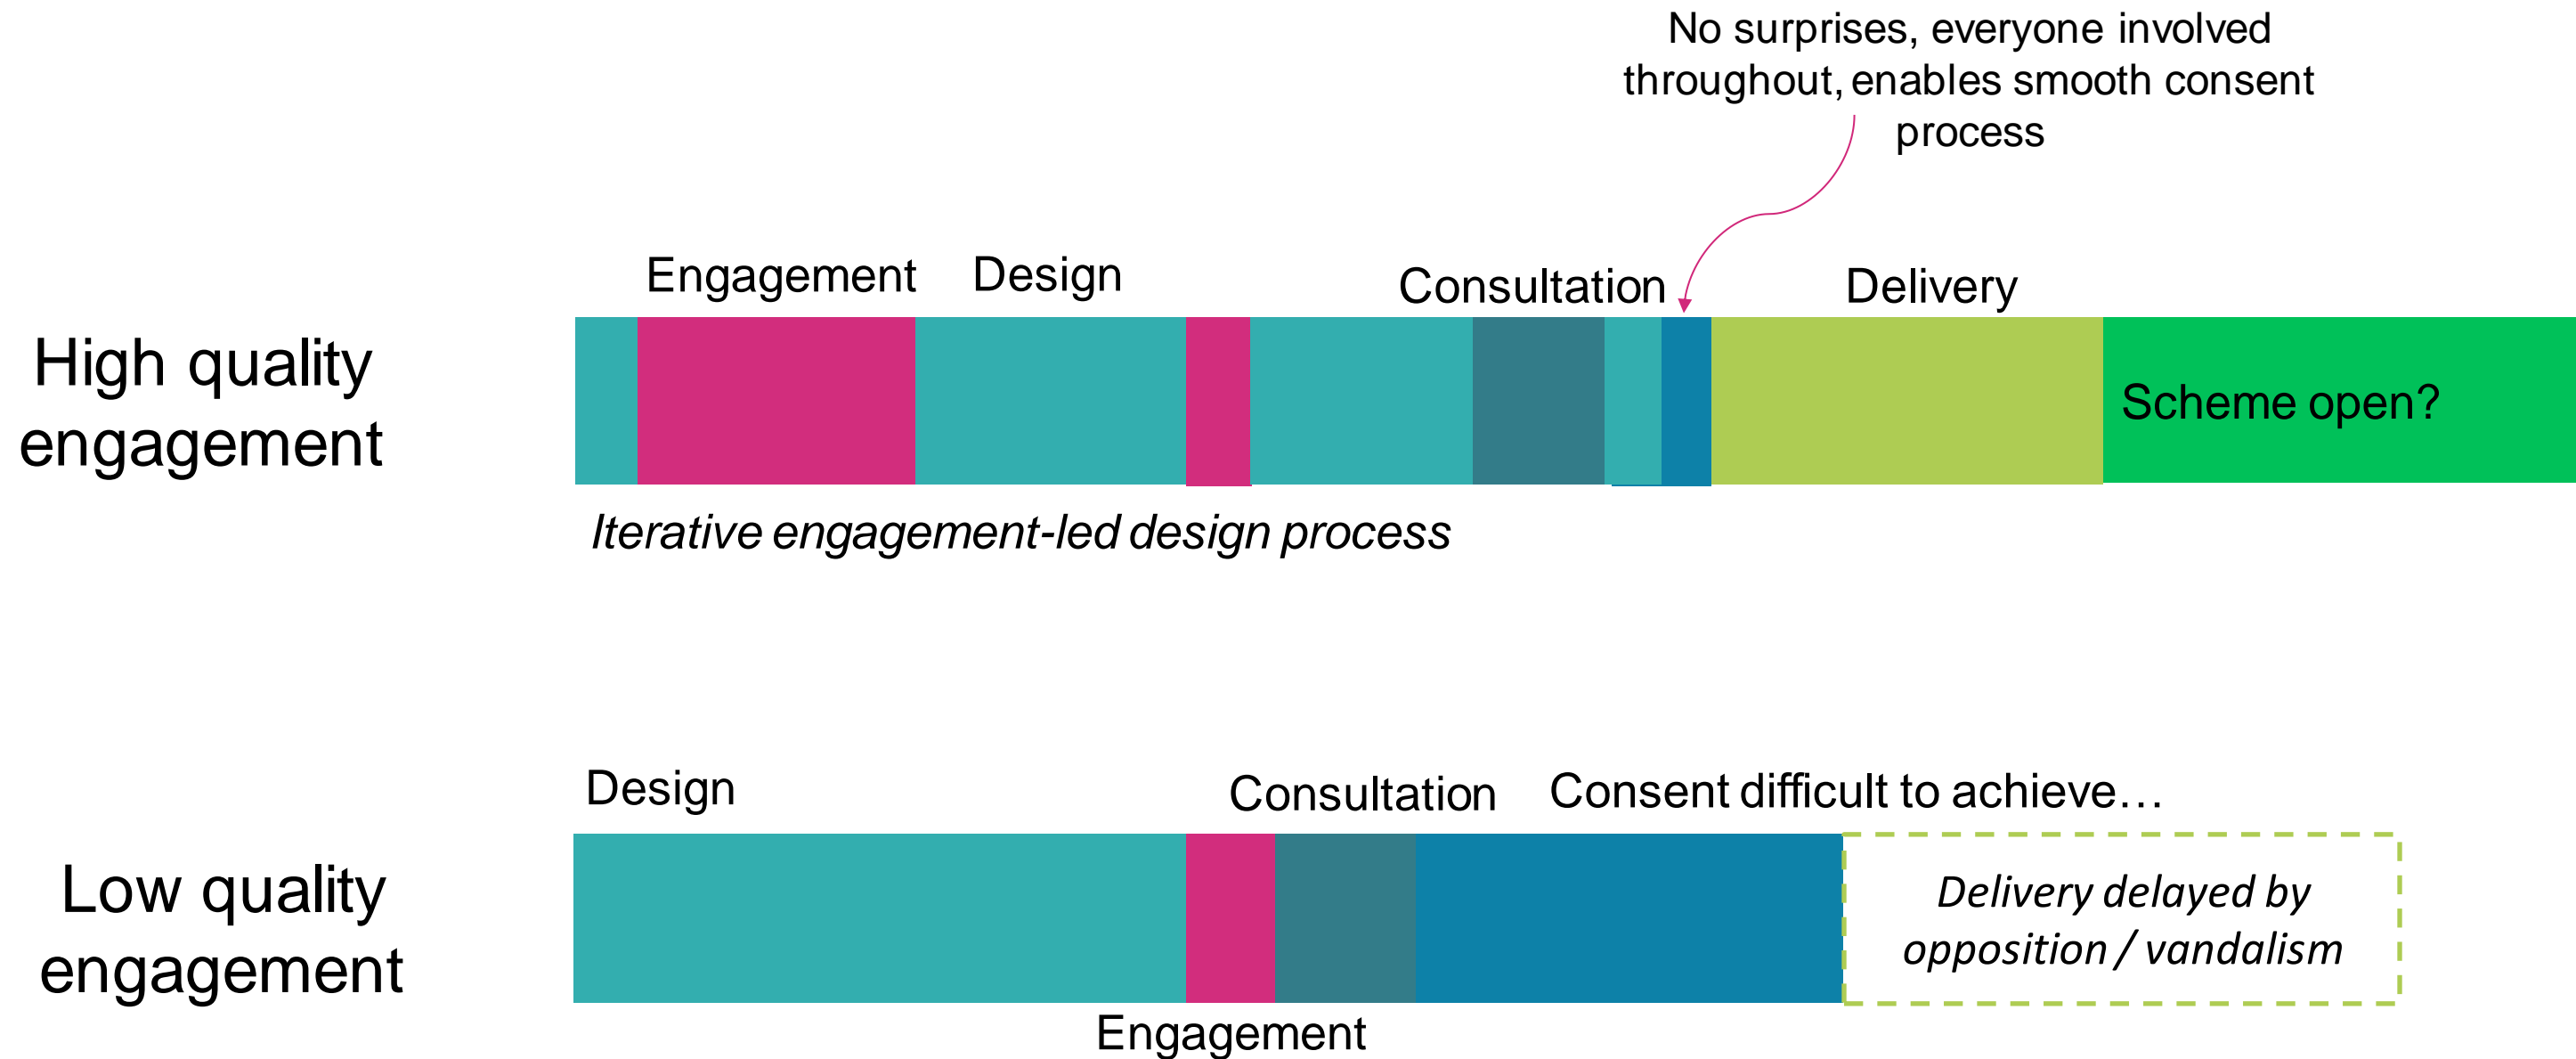 No surprises, everyone involved
throughout, enables smooth consent
process
Engagement
Design
Consultation
Delivery
High quality
engagement
Scheme open?
Iterative engagement-led design process
Design
Consultation
Consent difficult to achieve…
Low quality
engagement
Delivery delayed by
opposition / vandalism
Engagement